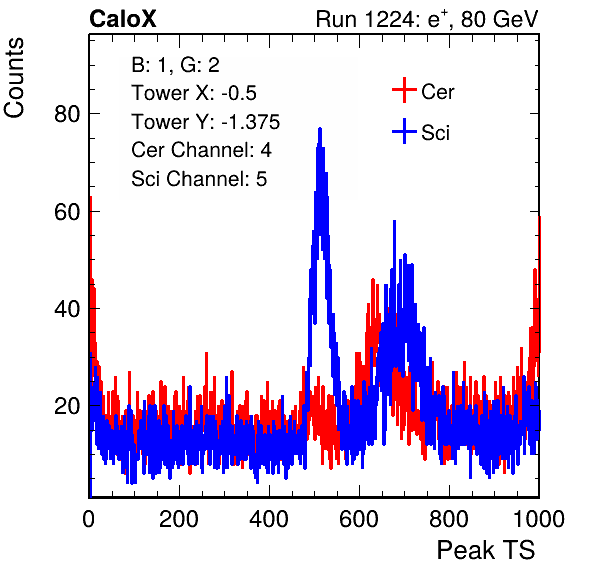 CaloX Run 1224: e⁺, 80 GeV
Counts
B: 1, G: 2
Tower X: -0.5
Tower Y: -1.375
Cer Channel: 4
Sci Channel: 5
Cer
Sci
80
60
40
20
0 200 400 600 800 1000
Peak TS